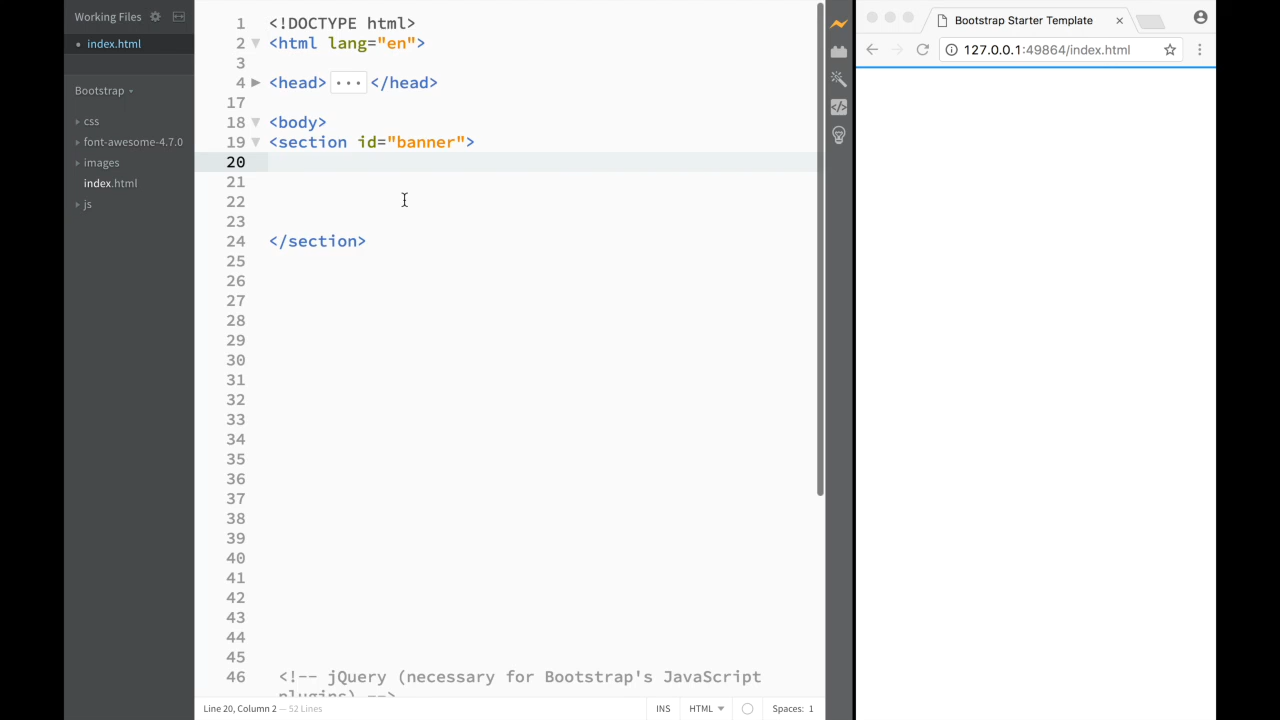 Working Files
index.html
Bootstrap
css
font-awesome-4.7.0
images
index.html
js
1 <!DOCTYPE html>
2 <html lang="en">
3
4 <head>...</head>
17
18 <body>
19 <section id="banner">
20
21
22
23
24 </section>
25
26
27
28
29
30
31
32
33
34
35
36
37
38
39
40
41
42
43
44
45
46 <!-- jQuery (necessary for Bootstrap's JavaScript
plugins) -->
Line 20, Column 2 — 52 Lines
INS HTML Spaces: 1
Bootstrap Starter Template
127.0.0.1:49864/index.html